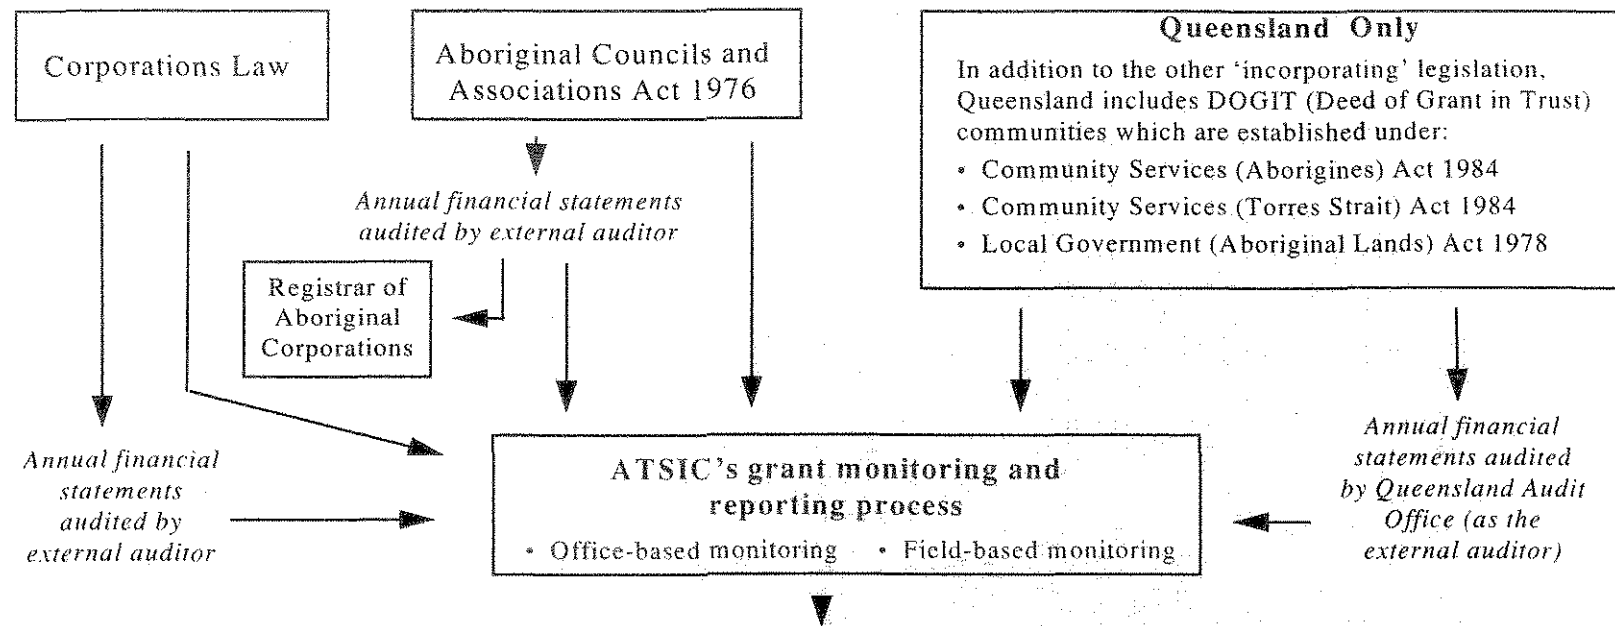 Corporations Law
Aboriginal Councils and
Associations Act 1976
Queensland Only
In addition to the other ‘incorporating’ legislation,
Queensland includes DOGIT (Deed of Grant in Trust)
communities which are established under:
• Community Services (Aborigines) Act 1984
• Community Services (Torres Strait) Act 1984
• Local Government (Aboriginal Lands) Act 1978
Annual financial statements
audited by external auditor
Registrar of
Aboriginal
Corporations
Annual financial
statements
audited by
external auditor
ATSIC’s grant monitoring and
reporting process
• Office-based monitoring • Field-based monitoring
Annual financial
statements audited
by Queensland Audit
Office (as the
external auditor)